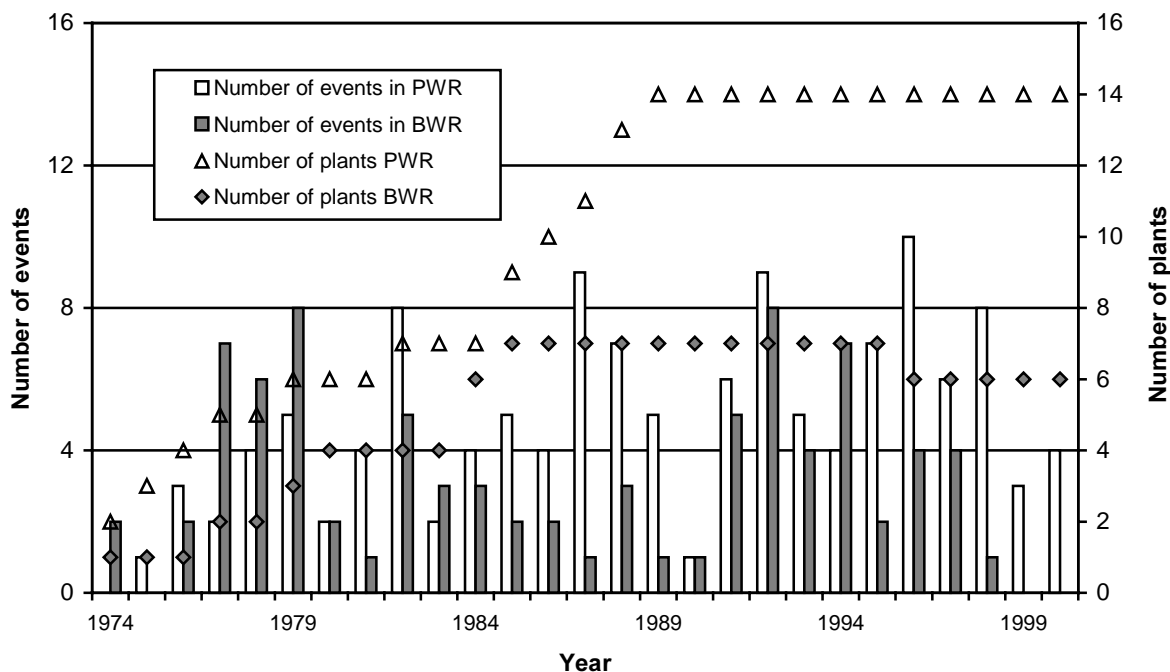 16
12
8
4
0
Number of events
Number of events in PWR
Number of events in BWR
Number of plants PWR
Number of plants BWR
16
14
12
10
8
6
4
2
0
Number of plants
1974 1979 1984 1989 1994 1999
Year